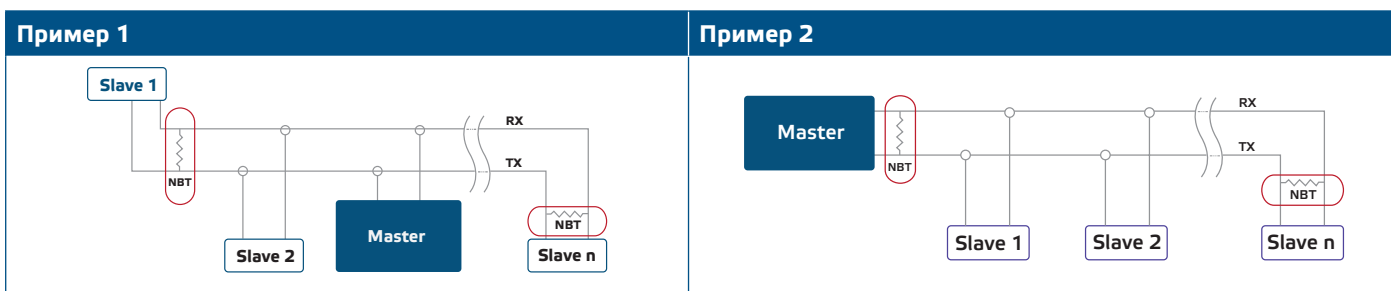 Пример 1
Slave 1
RX
TX
NBT
NBT
Slave 2
Master
Slave n
Пример 2
Master
RX
TX
NBT
NBT
Slave 1
Slave 2
Slave n